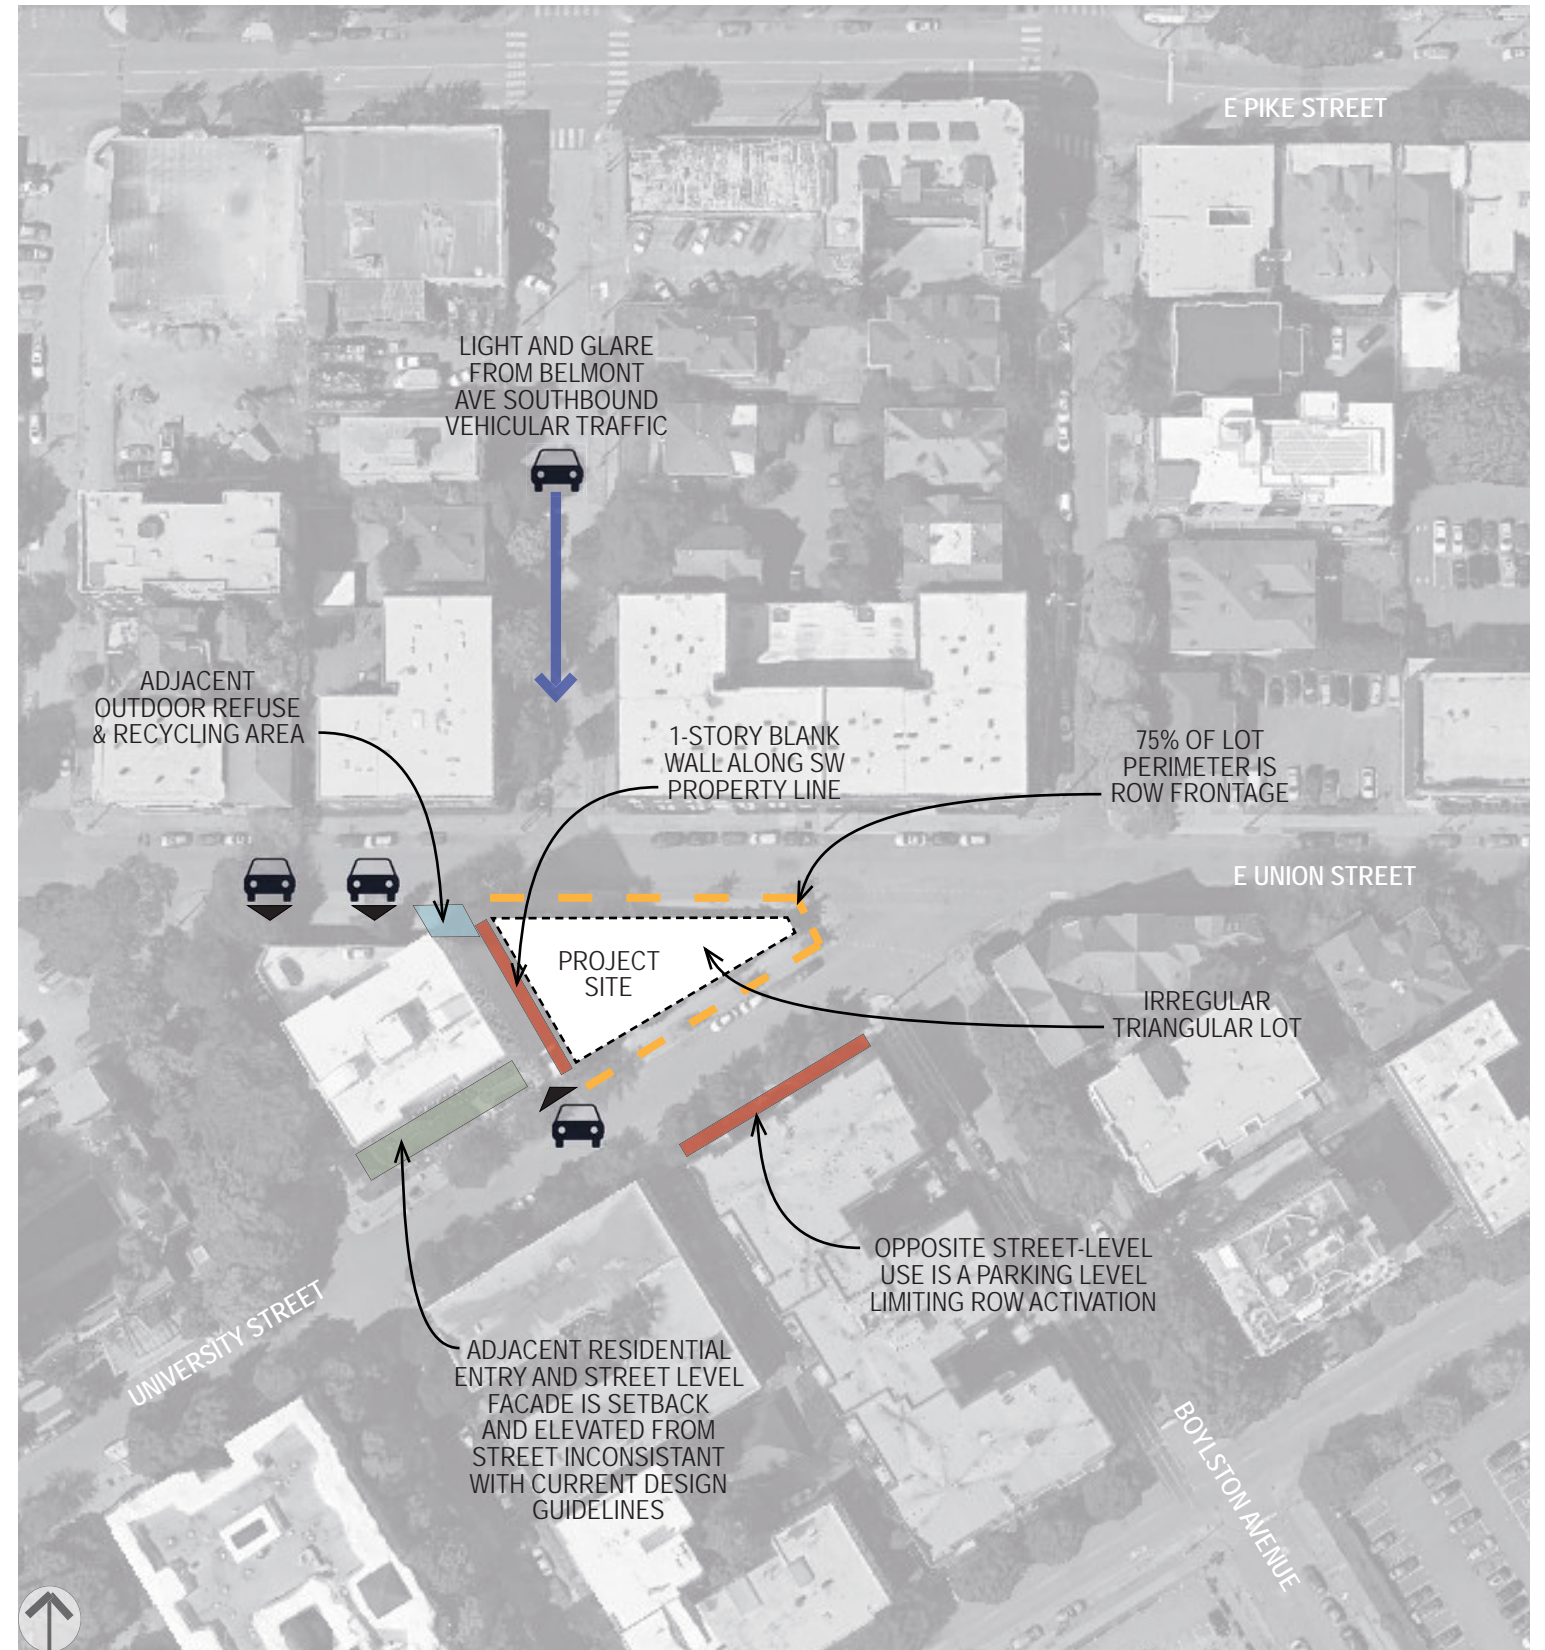 E PIKE STREET
LIGHT AND GLARE
FROM BELMONT
AVE SOUTHBOUND
VEHICULAR TRAFFIC
ADJACENT
OUTDOOR REFUSE
& RECYCLING AREA
1-STORY BLANK
WALL ALONG SW
PROPERTY LINE
75% OF LOT
PERIMETER IS
ROW FRONTAGE
E UNION STREET
PROJECT
SITE
IRREGULAR
TRIANGULAR LOT
OPPOSITE STREET-LEVEL
USE IS A PARKING LEVEL
LIMITING ROW ACTIVATION
UNIVERSITY STREET
ADJACENT RESIDENTIAL
ENTRY AND STREET LEVEL
FACADE IS SETBACK
AND ELEVATED FROM
STREET INCONSISTANT
WITH CURRENT DESIGN
GUIDELINES
BOYLSTON AVENUE